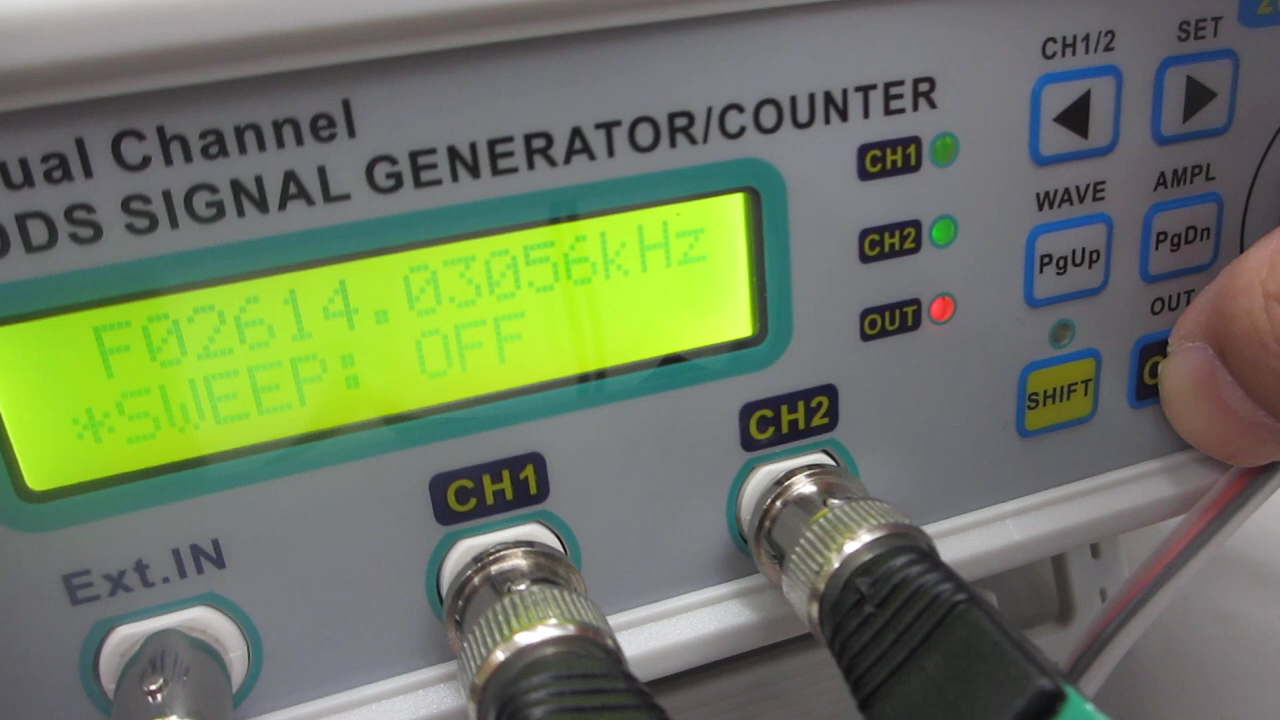 ual Channel
DDS SIGNAL GENERATOR/COUNTER
F02614.03056kHz
*SWEEP: OFF
CH1
CH2
OUT
CH1/2
SET
WAVE
AMPL
PgUp
PgDn
OUT
SHIFT
CH1
CH2
Ext.IN